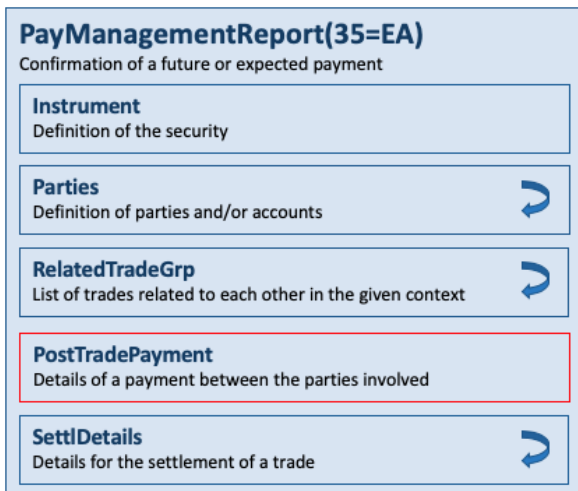 PayManagementReport(35=EA)
Confirmation of a future or expected payment
Instrument
Definition of the security
Parties
Definition of parties and/or accounts
RelatedTradeGrp
List of trades related to each other in the given context
PostTradePayment
Details of a payment between the parties involved
SettlDetails
Details for the settlement of a trade